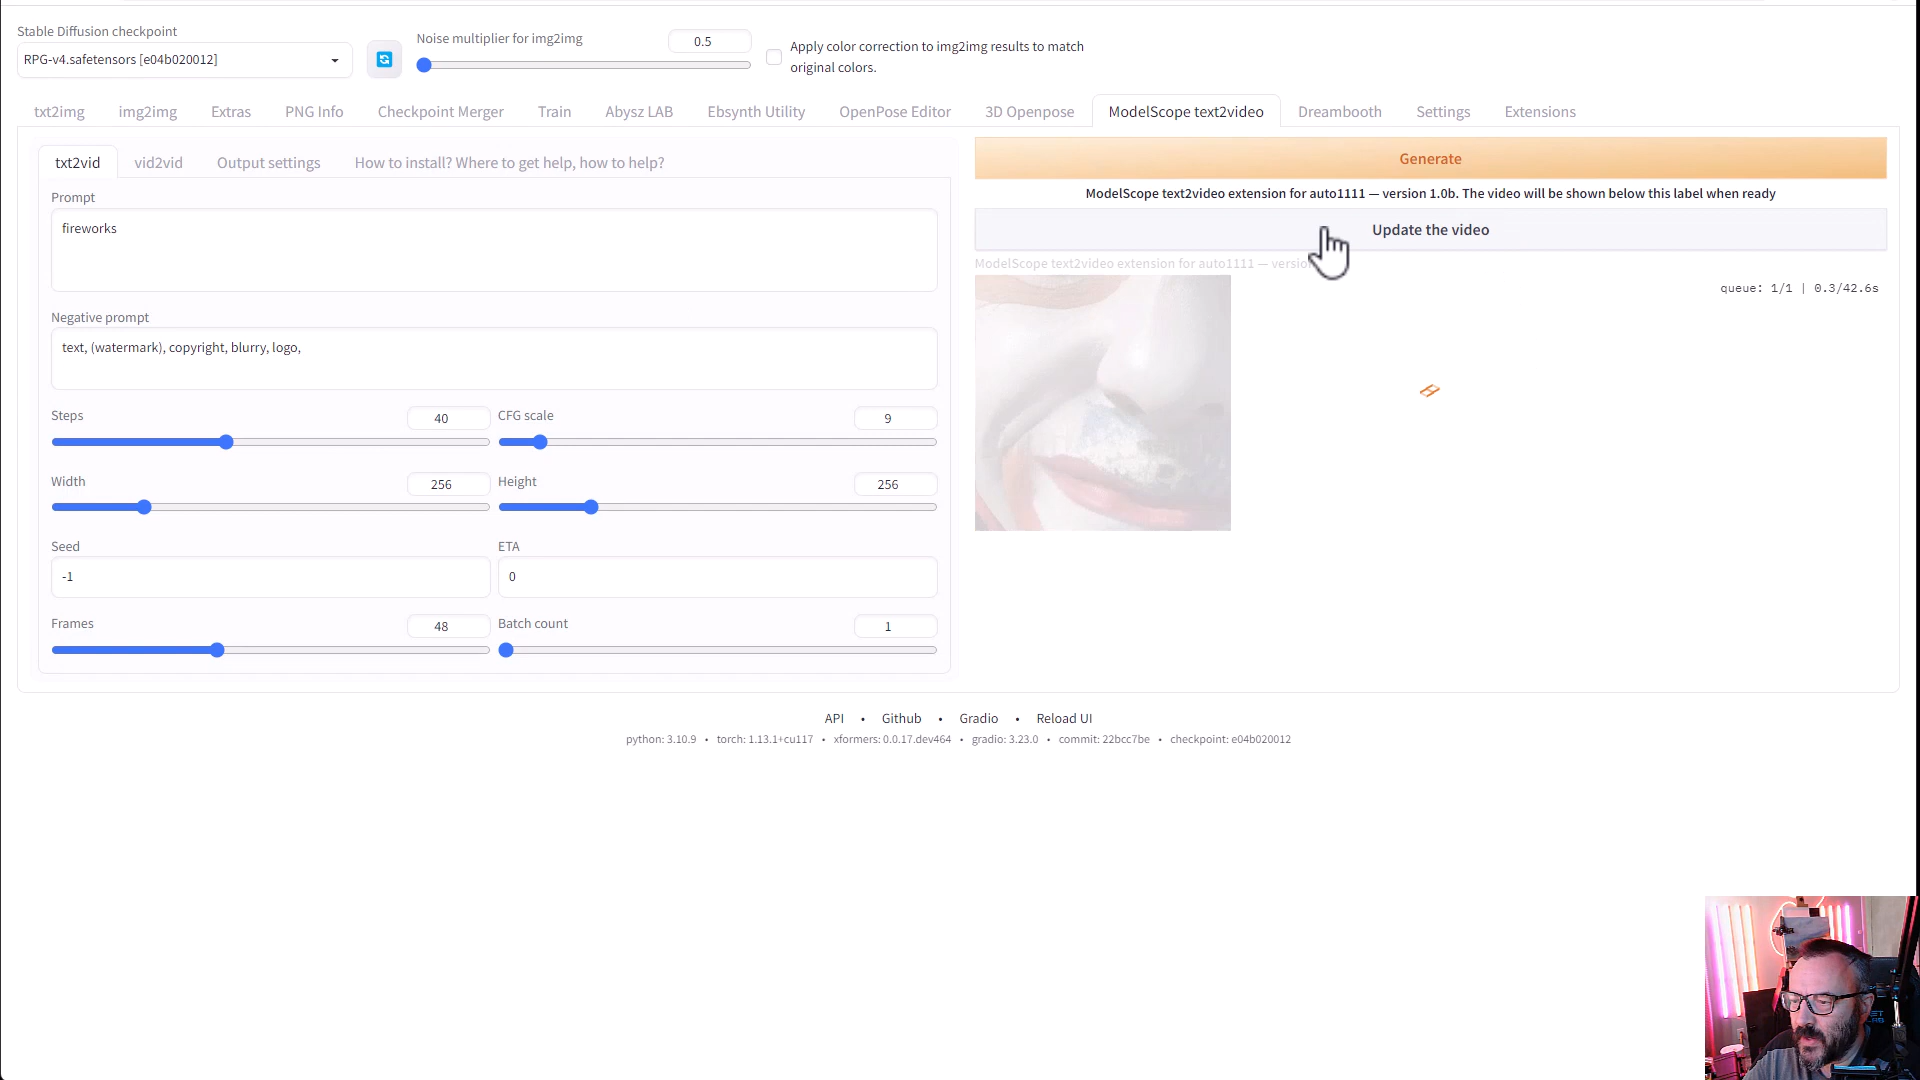 Stable Diffusion checkpoint
RPG-v4.safetensors [e04b020012]
Noise multiplier for img2img
0.5
Apply color correction to img2img results to match
original colors.
txt2img img2img Extras PNG Info Checkpoint Merger Train Abysz LAB Ebsynth Utility OpenPose Editor 3D Openpose ModelScope text2video Dreambooth Settings Extensions
txt2vid vid2vid Output settings How to install? Where to get help, how to help?
Prompt
fireworks
Negative prompt
text, (watermark), copyright, blurry, logo,
Steps 40 CFG scale 9
Width 256 Height 256
Seed ETA
-1 0
Frames 48 Batch count 1
Generate
ModelScope text2video extension for auto1111 — version 1.0b. The video will be shown below this label when ready
Update the video
ModelScope text2video extension for auto1111 — version
queue: 1/1 | 0.3/42.6s
API • Github • Gradio • Reload UI
python: 3.10.9 • torch: 1.13.1+cu117 • xformers: 0.0.17.dev464 • gradio: 3.23.0 • commit: 22bcc7be • checkpoint: e04b020012